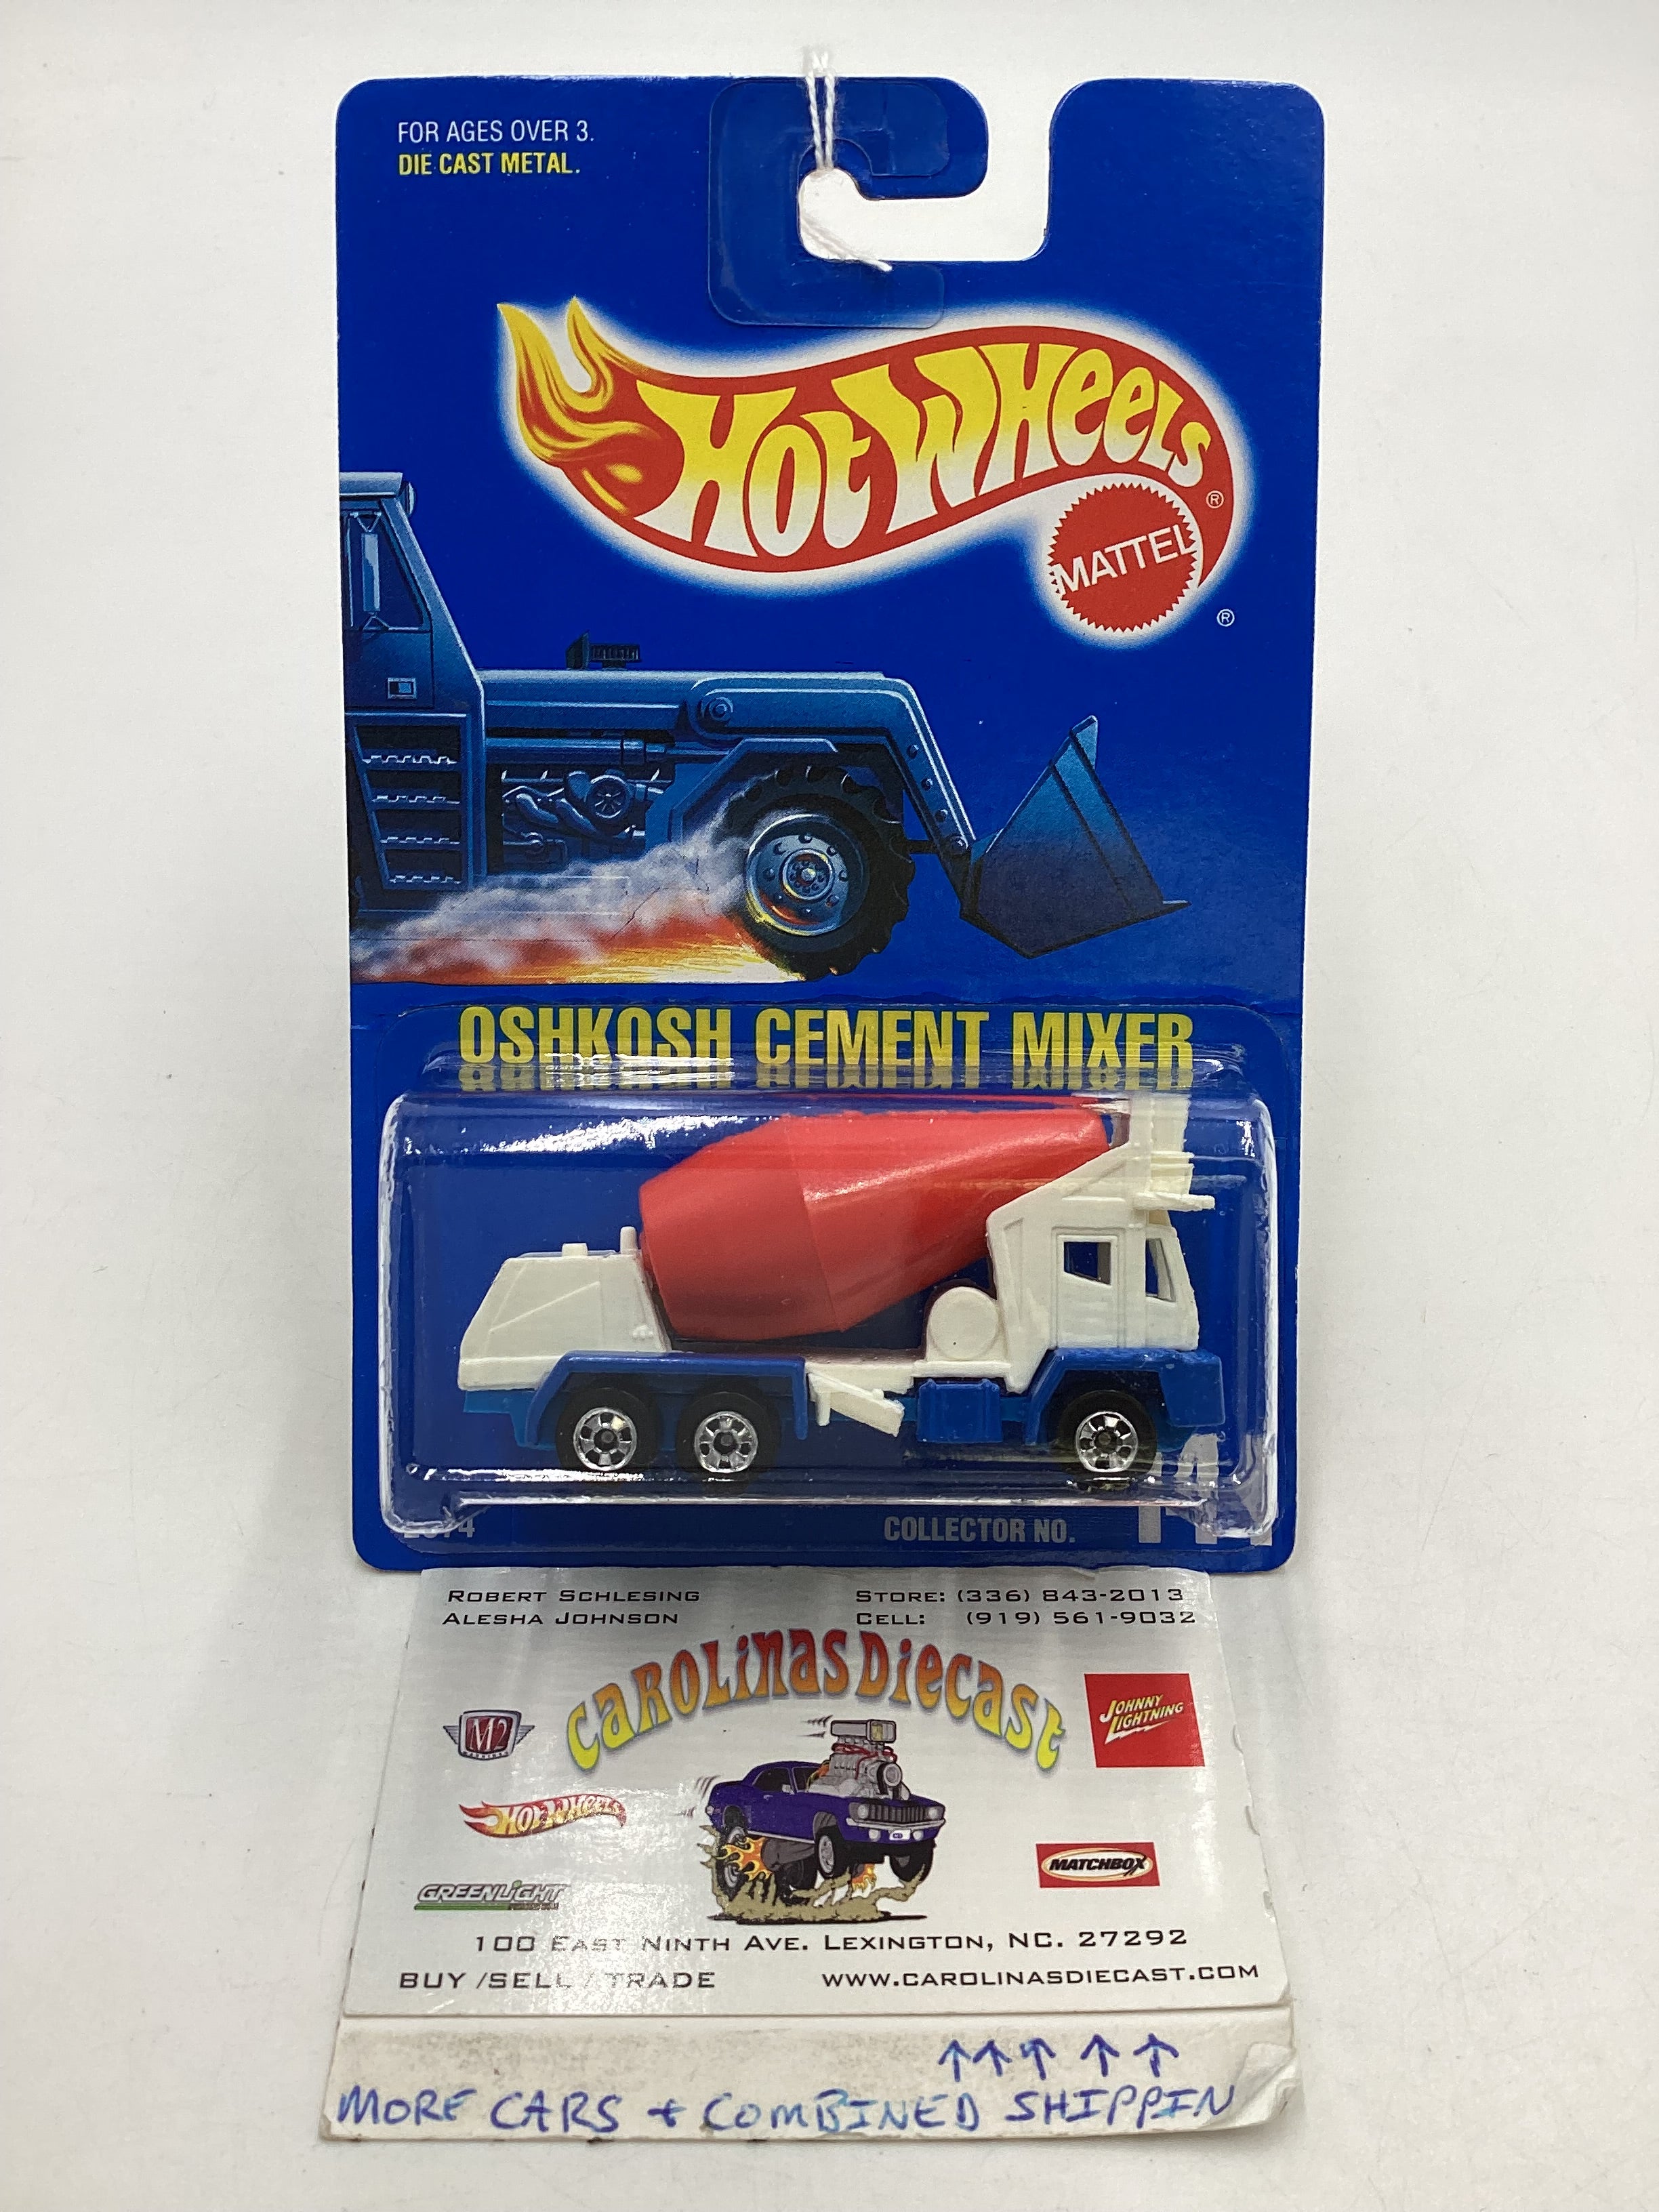 FOR AGES OVER 3.
DIE CAST METAL.
HOT WHEELS®
MATTEL
®
OSHKOSH CEMENT MIXER
COLLECTOR NO.
ROBERT SCHLESING
ALESHA JOHNSON
STORE: (336) 843-2013
CELL: (919) 561-9032
CAROLINAS DIECAST
M2
MACHINES
JOHNNY
LIGHTNING
HOT WHEELS
MATCHBOX
GREENLIGHT
CD
100 EAST NINTH AVE. LEXINGTON, NC. 27292
BUY /SELL / TRADE
WWW.CAROLINASDIECAST.COM
↑↑↑↑↑
MORE CARS + COMBINED SHIPPIN